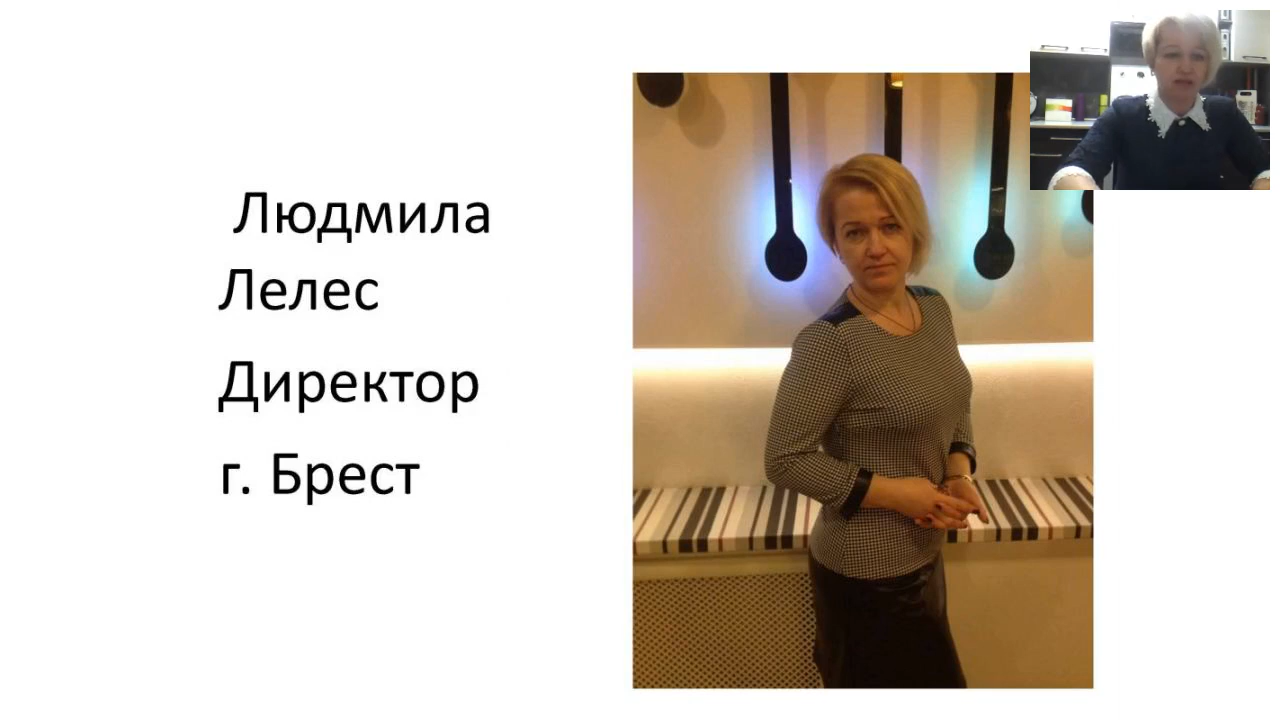 Людмила
Лелес
Директор
г. Брест